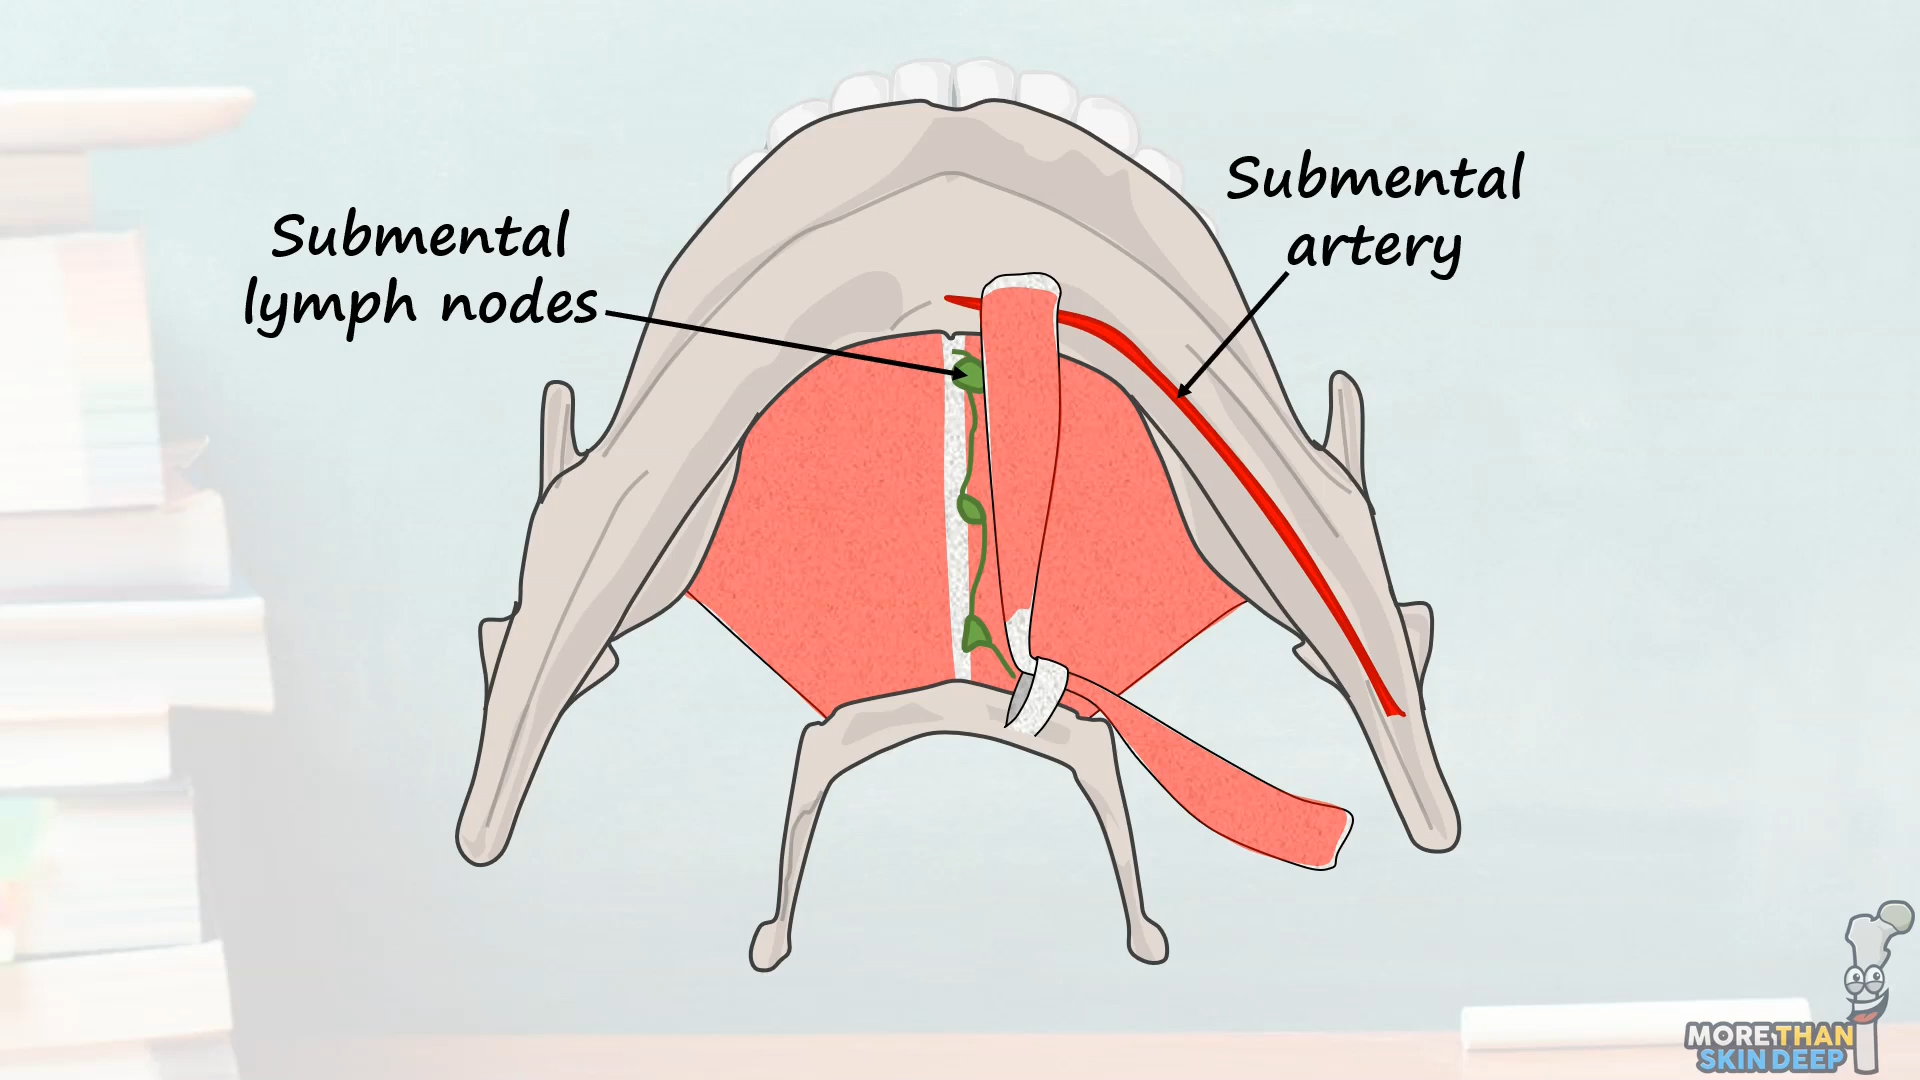 Submental
lymph nodes
Submental
artery
MORE THAN
SKIN DEEP